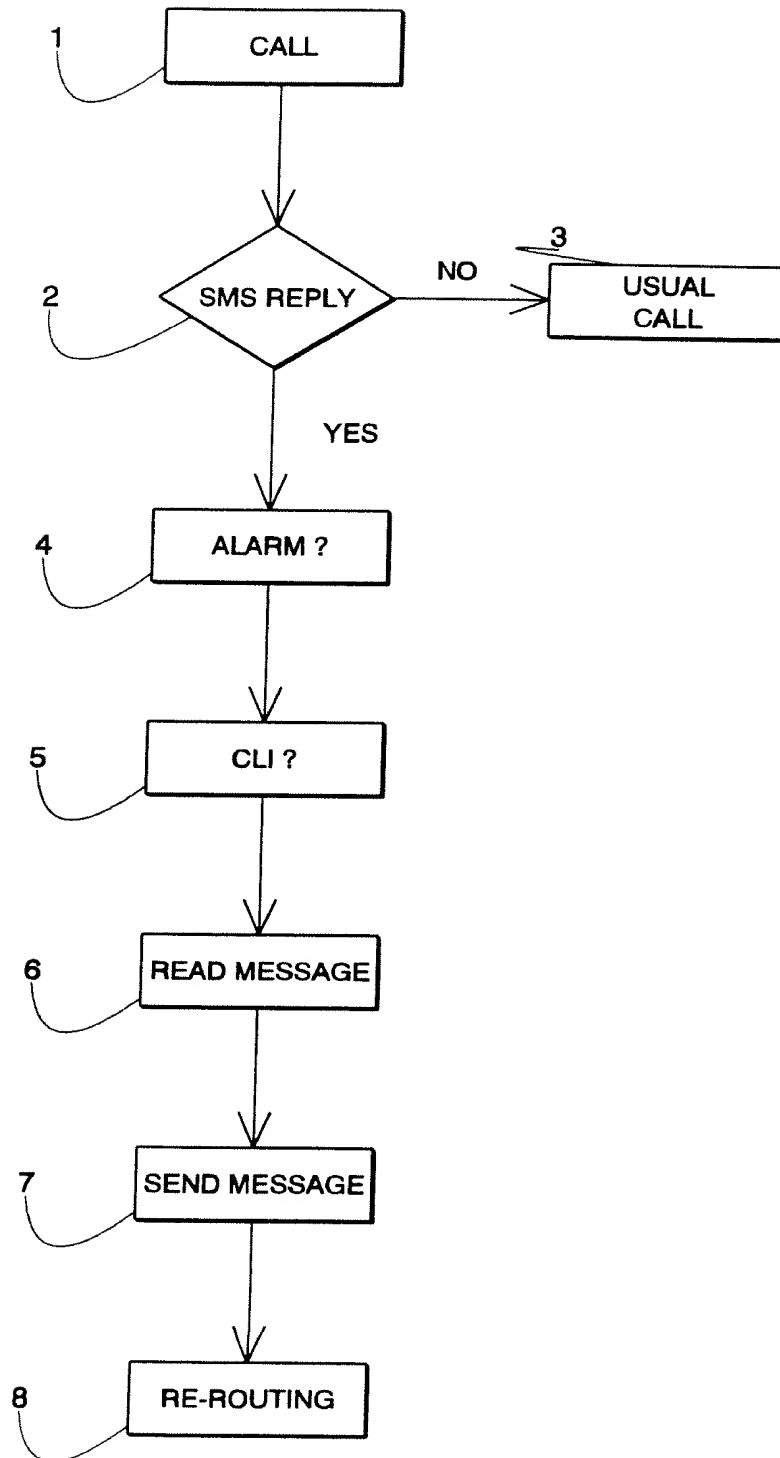 1
CALL
2
SMS REPLY
NO
3
USUAL
CALL
YES
4
ALARM ?
5
CLI ?
6
READ MESSAGE
7
SEND MESSAGE
8
RE-ROUTING